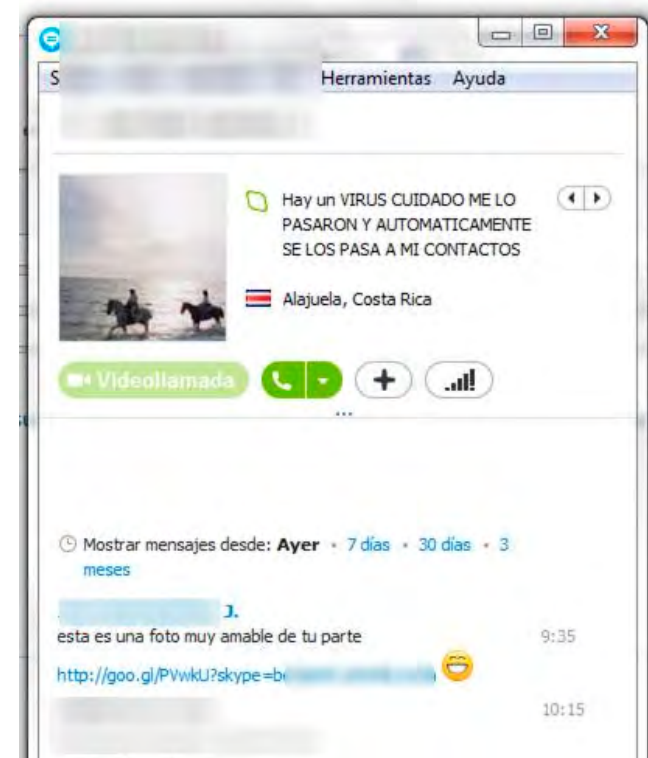 S
Herramientas Ayuda
Hay un VIRUS CUIDADO ME LO
PASARON Y AUTOMATICAMENTE
SE LOS PASA A MI CONTACTOS
Alajuela, Costa Rica
Videollamada
Mostrar mensajes desde: Ayer • 7 días • 30 días • 3
meses
J.
esta es una foto muy amable de tu parte 9:35
http://goo.gl/PVwkU?skype=b
10:15